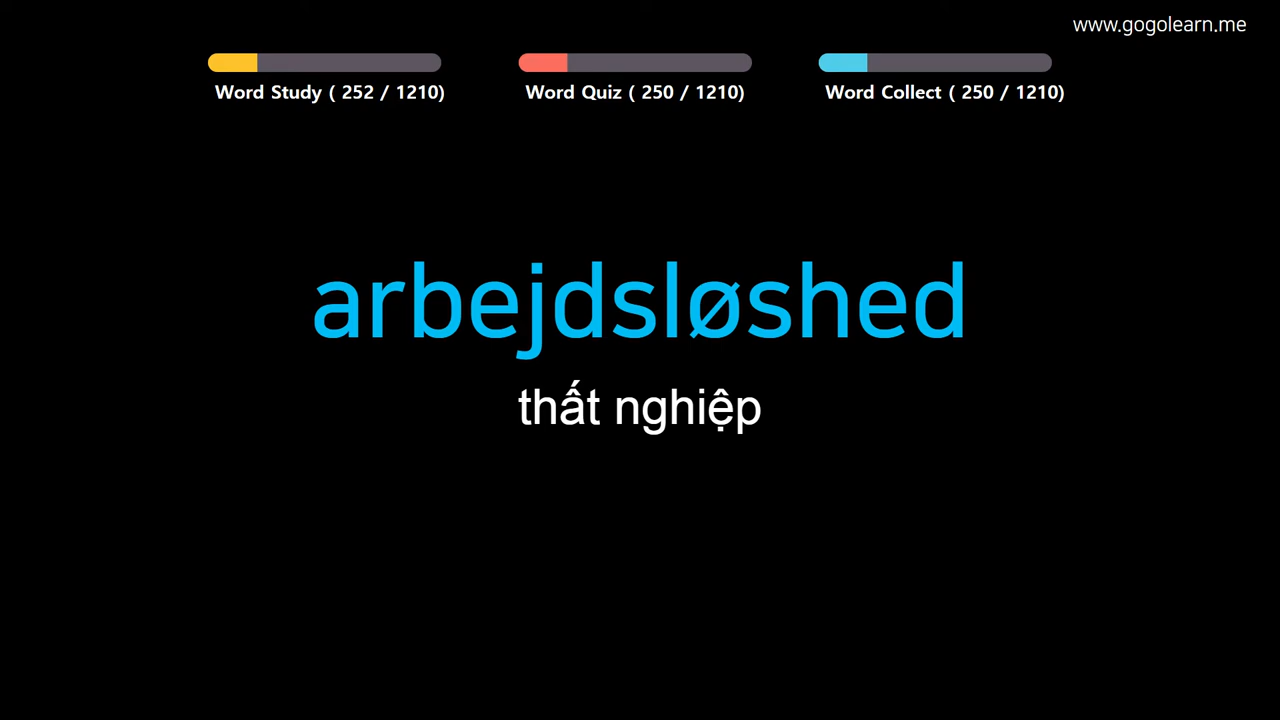 www.gogolearn.me
Word Study ( 252 / 1210)
Word Quiz ( 250 / 1210)
Word Collect ( 250 / 1210)
arbejdsløshed
thất nghiệp